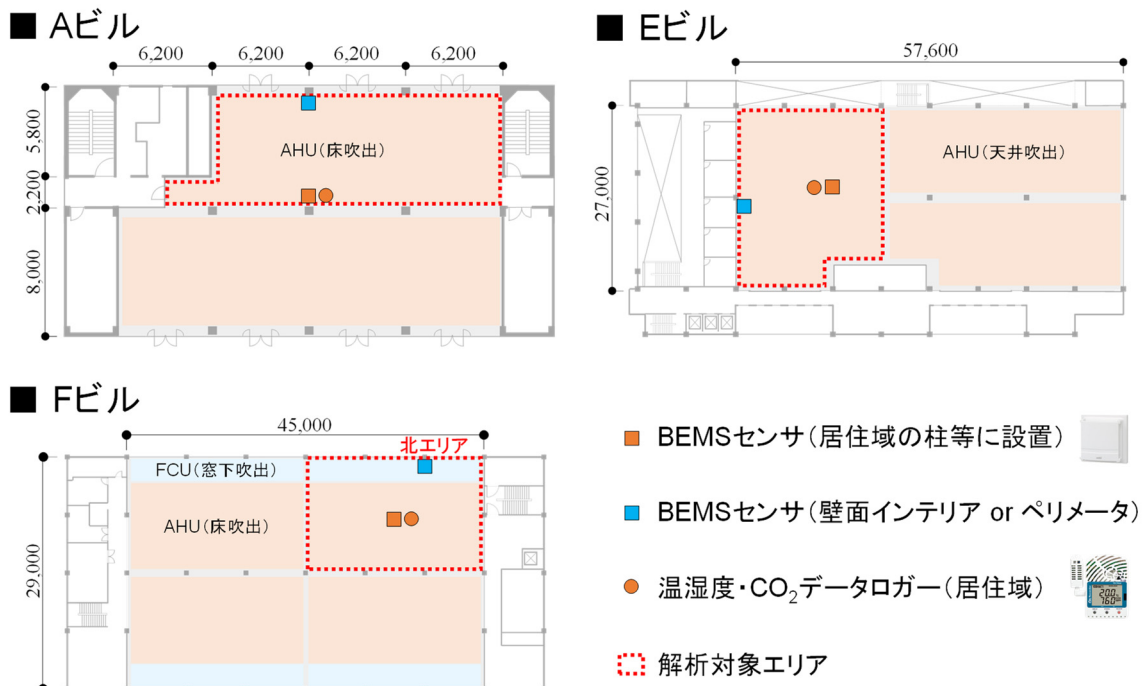 ■ Aビル
6,200 6,200 6,200 6,200
5,800
2,200
8,000
AHU(床吹出)
■ Eビル
57,600
27,000
AHU(天井吹出)
■ Fビル
45,000
北エリア
29,000
FCU(窓下吹出)
AHU(床吹出)
BEMSセンサ(居住域の柱等に設置)
BEMSセンサ(壁面インテリア or ペリメータ)
温湿度・CO₂データロガー(居住域)
解析対象エリア